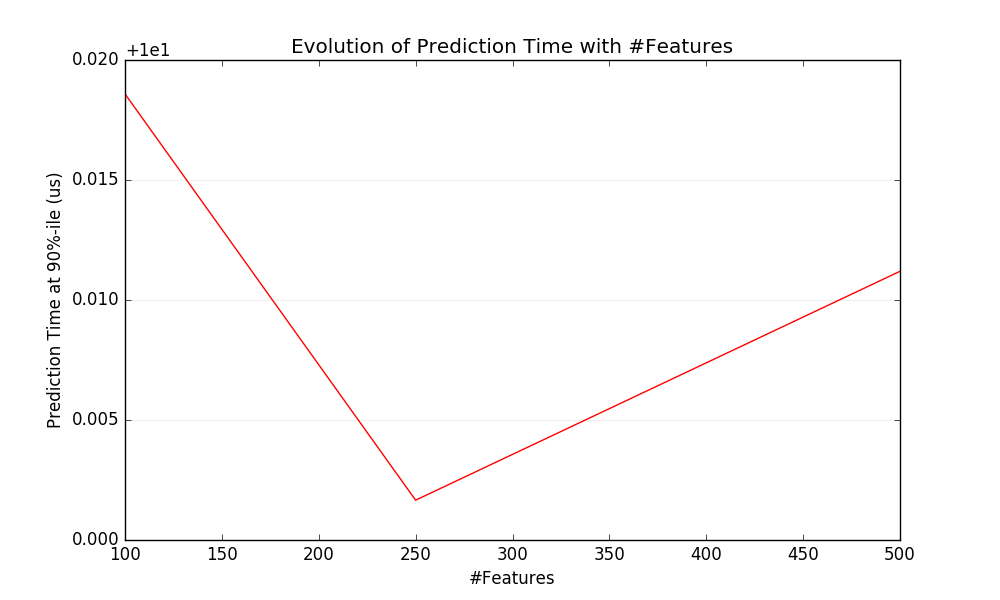 Evolution of Prediction Time with #Features
+1e1
0.020
0.015
0.010
0.005
0.000
Prediction Time at 90%-ile (us)
100 150 200 250 300 350 400 450 500
#Features